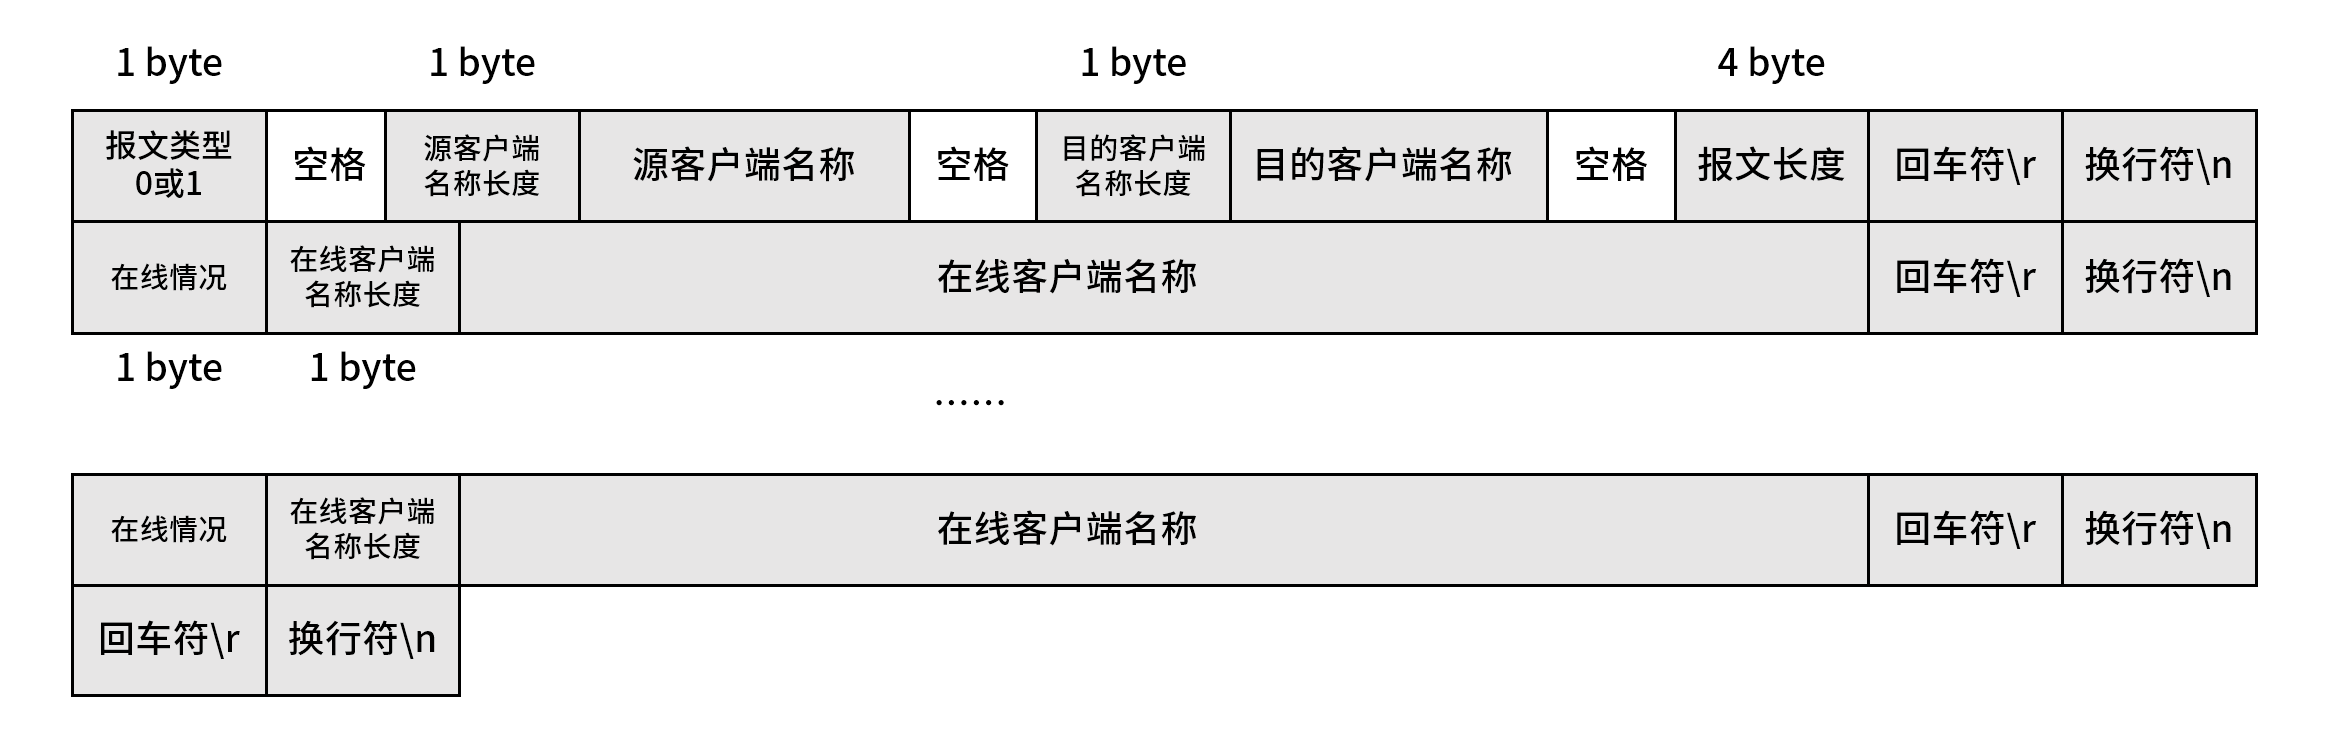 1 byte 1 byte 1 byte 4 byte
报文类型
0或1
空格
源客户端
名称长度
源客户端名称
空格
目的客户端
名称长度
目的客户端名称
空格
报文长度
回车符\r
换行符\n
在线情况
在线客户端
名称长度
在线客户端名称
回车符\r
换行符\n
1 byte 1 byte
……
在线情况
在线客户端
名称长度
在线客户端名称
回车符\r
换行符\n
回车符\r
换行符\n